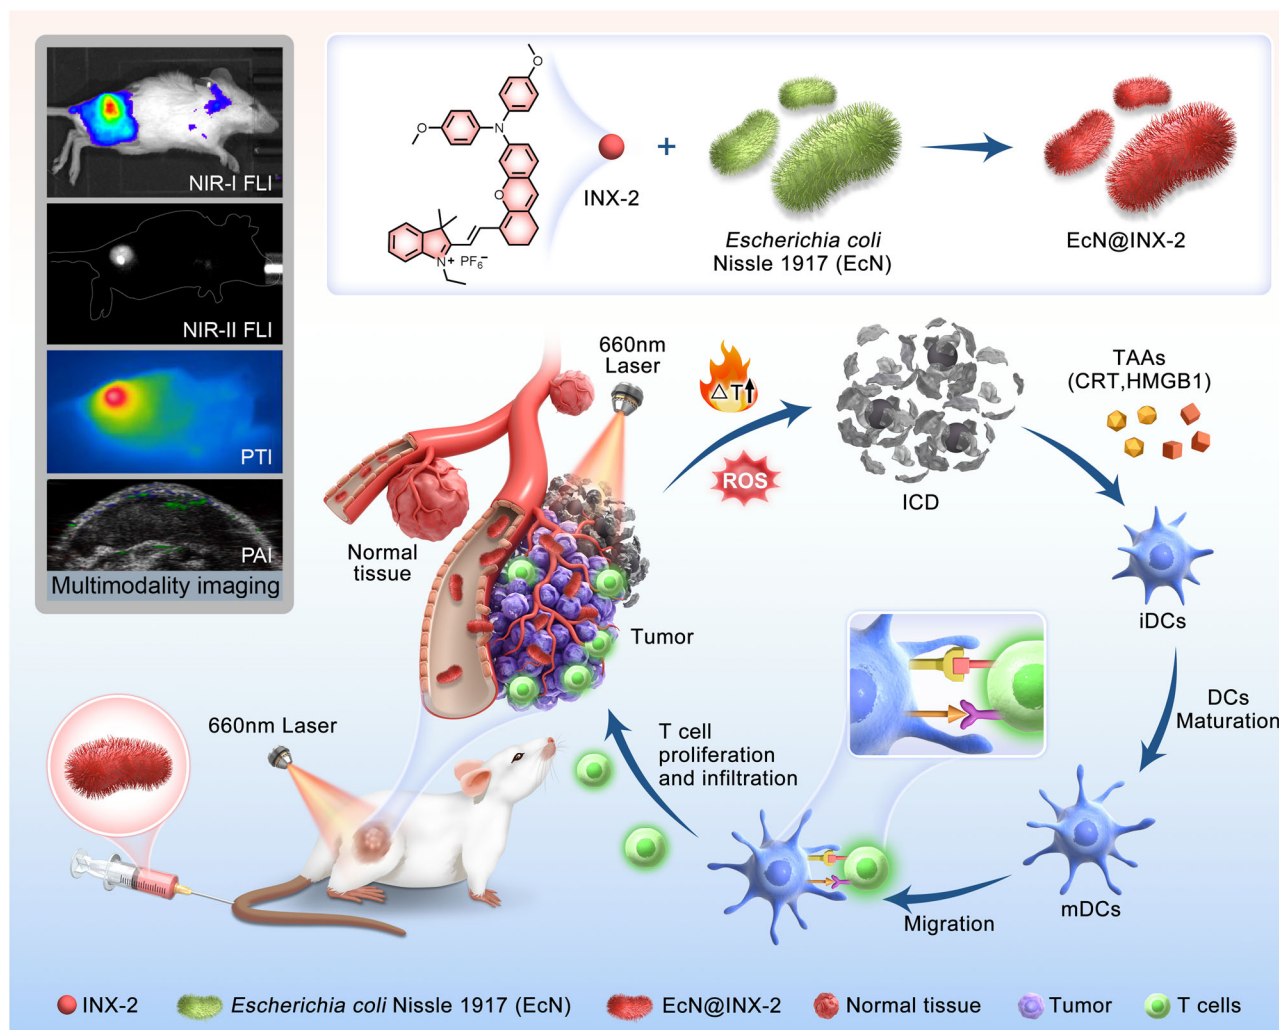 NIR-I FLI
NIR-II FLI
PTI
PAI
Multimodality imaging
O
O
N
O
N
+
PF6−
INX-2
+
Escherichia coli
Nissle 1917 (EcN)
EcN@INX-2
660nm
Laser
△T
ROS
ICD
TAAs
(CRT,HMGB1)
Normal
tissue
Tumor
iDCs
DCs
Maturation
mDCs
Migration
T cell
proliferation
and infiltration
660nm Laser
INX-2
Escherichia coli Nissle 1917 (EcN)
EcN@INX-2
Normal tissue
Tumor
T cells